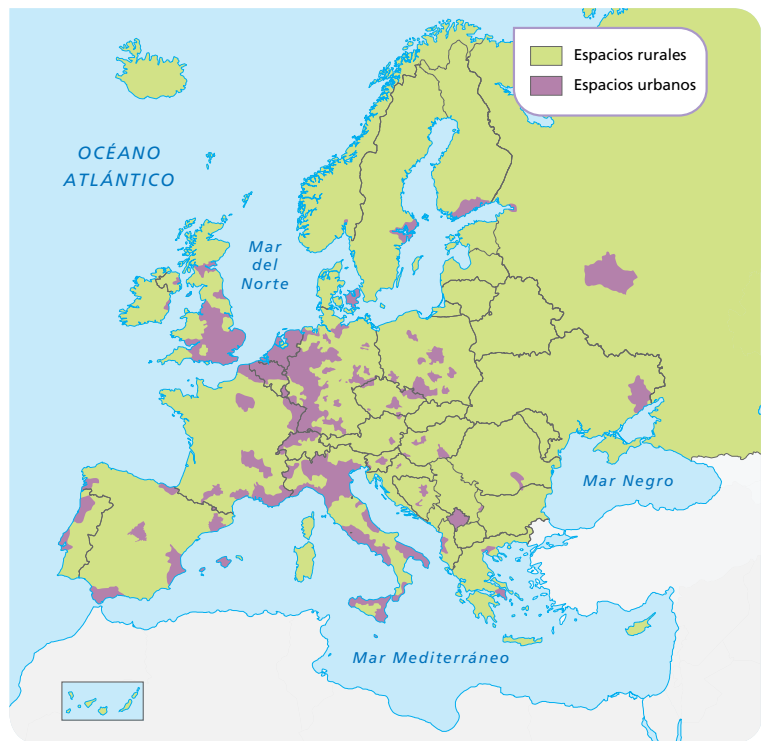 Espacios rurales
Espacios urbanos
OCÉANO
ATLÁNTICO
Mar
del
Norte
Mar Negro
Mar Mediterráneo